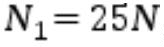 N₁ = 25N